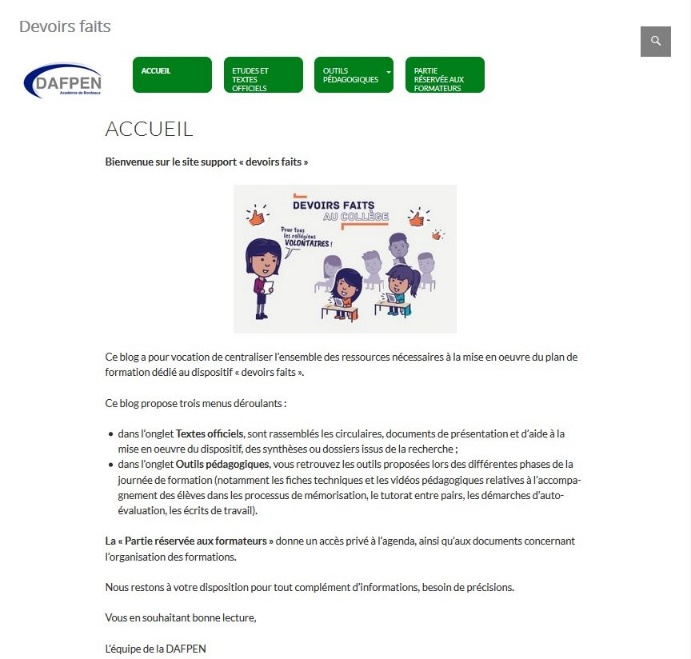 Devoirs faits
DAFPEN
Académie de Bordeaux
ACCUEIL
ETUDES ET
TEXTES
OFFICIELS
OUTILS
PÉDAGOGIQUES
PARTIE
RÉSERVÉE AUX
FORMATEURS
ACCUEIL
Bienvenue sur le site support « devoirs faits »
DEVOIRS FAITS
AU COLLÈGE
Pour tous
les collégiens
VOLONTAIRES !
Ce blog a pour vocation de centraliser l'ensemble des ressources nécessaires à la mise en oeuvre du plan de
formation dédié au dispositif « devoirs faits ».
Ce blog propose trois menus déroulants :
• dans l'onglet Textes officiels, sont rassemblés les circulaires, documents de présentation et d'aide à la
mise en oeuvre du dispositif, des synthèses ou dossiers issus de la recherche ;
• dans l'onglet Outils pédagogiques, vous retrouvez les outils proposées lors des différentes phases de la
journée de formation (notamment les fiches techniques et les vidéos pédagogiques relatives à l'accompa-
gnement des élèves dans les processus de mémorisation, le tutorat entre pairs, les démarches d'auto-
évaluation, les écrits de travail).
La « Partie réservée aux formateurs » donne un accès privé à l'agenda, ainsi qu'aux documents concernant
l'organisation des formations.
Nous restons à votre disposition pour tout complément d'informations, besoin de précisions.
Vous en souhaitant bonne lecture,
L'équipe de la DAFPEN